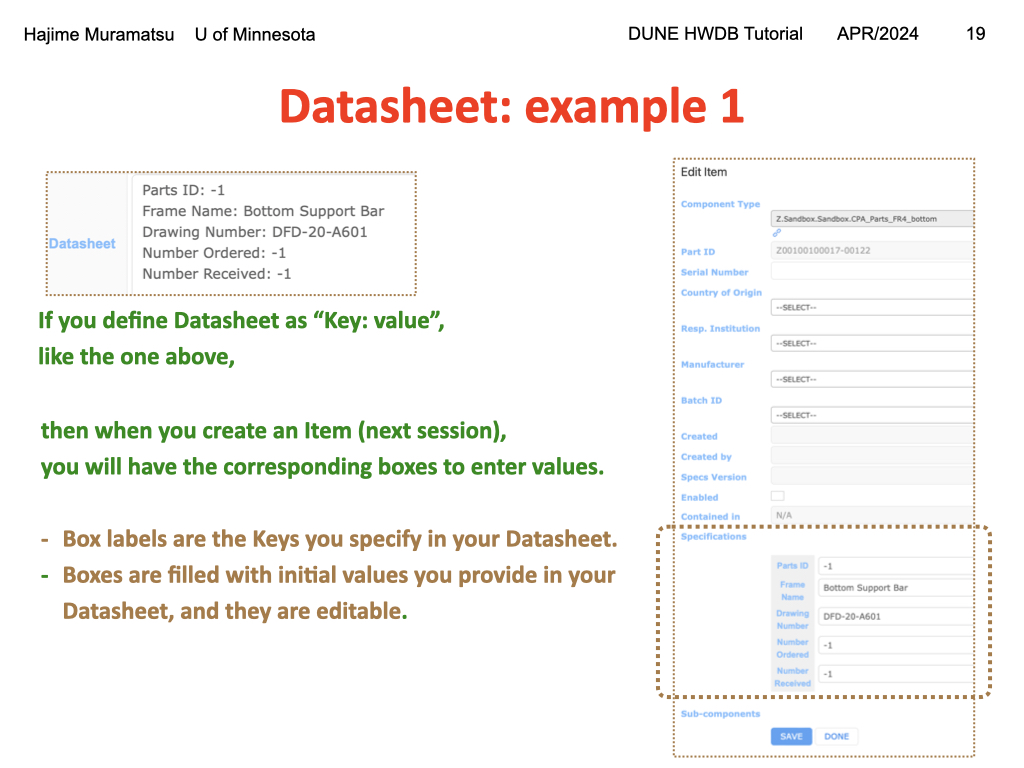 Hajime Muramatsu U of Minnesota DUNE HWDB Tutorial APR/2024 19
Datasheet: example 1
Datasheet
Parts ID: -1
Frame Name: Bottom Support Bar
Drawing Number: DFD-20-A601
Number Ordered: -1
Number Received: -1
If you define Datasheet as “Key: value”,
like the one above,
then when you create an Item (next session),
you will have the corresponding boxes to enter values.
- Box labels are the Keys you specify in your Datasheet.
- Boxes are filled with initial values you provide in your
Datasheet, and they are editable.
Edit Item
Component Type
Z.Sandbox.Sandbox.CPA_Parts_FR4_bottom
Part ID Z00100100017-00122
Serial Number
Country of Origin
--SELECT--
Resp. Institution
--SELECT--
Manufacturer
--SELECT--
Batch ID
--SELECT--
Created
Created by
Specs Version
Enabled
Contained in N/A
Specifications
Parts ID -1
Frame
Name
Bottom Support Bar
Drawing
Number
DFD-20-A601
Number
Ordered
-1
Number
Received
-1
Sub-components
SAVE DONE